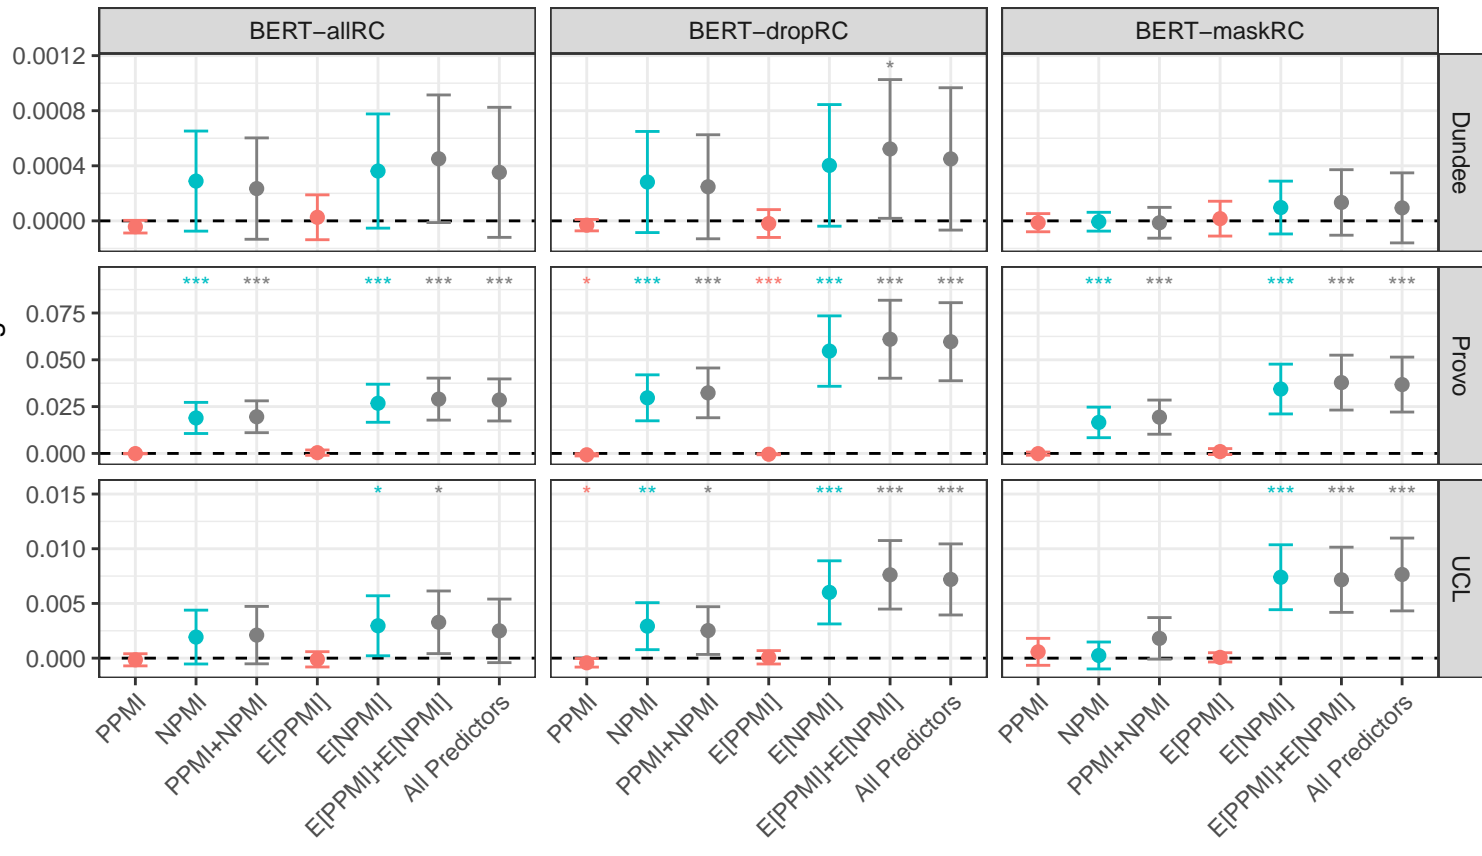 BERT−allRC BERT−dropRC BERT−maskRC
0.0012
0.0008
0.0004
0.0000
*
Dundee
0.075
0.050
0.025
0.000
*** *** *** *** ***
* *** *** *** *** *** ***
*** *** *** *** ***
Provo
0.015
0.010
0.005
0.000
* *
* ** * *** *** ***
*** *** ***
UCL
PPMI NPMI PPMI+NPMI E[PPMI] E[NPMI] E[PPMI]+E[NPMI] All Predictors
PPMI NPMI PPMI+NPMI E[PPMI] E[NPMI] E[PPMI]+E[NPMI] All Predictors
PPMI NPMI PPMI+NPMI E[PPMI] E[NPMI] E[PPMI]+E[NPMI] All Predictors